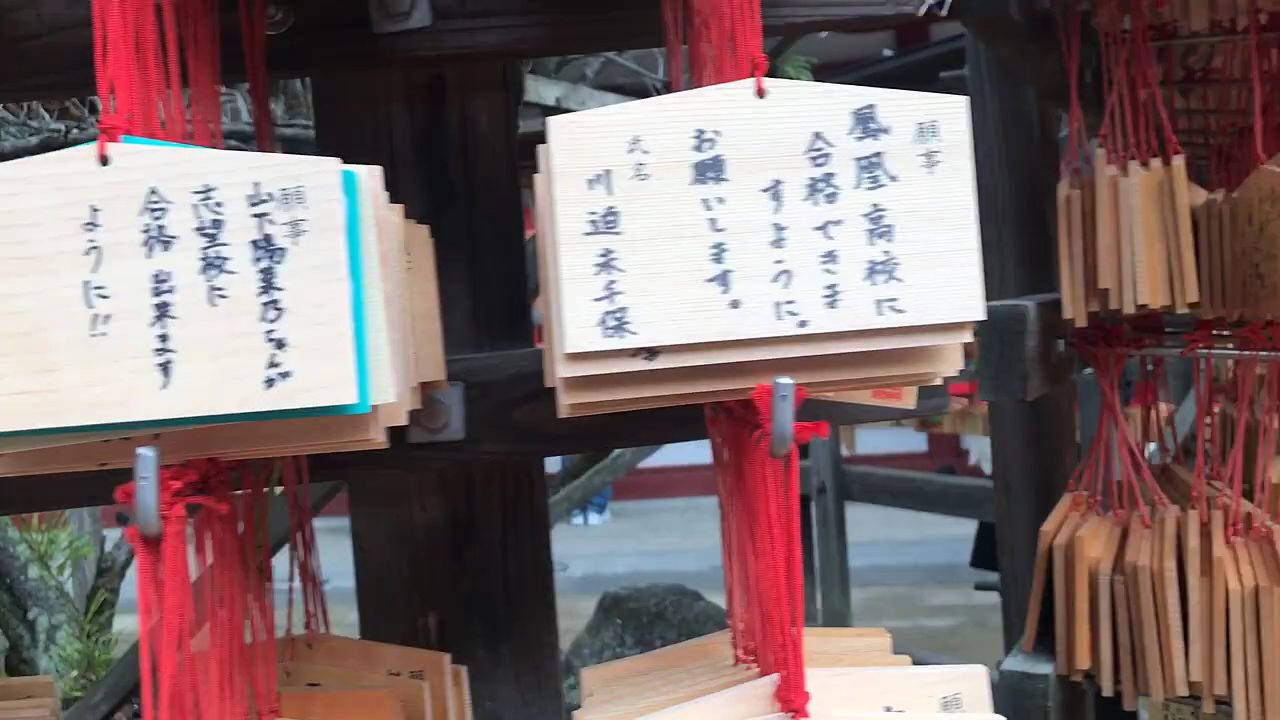 願事
鳳凰高校に
合格できま
すように。
お願いします。
氏名
川迫未千保
願事
山下陽菜乃ちゃんが
志望校に
合格出来ます
ように!!
願